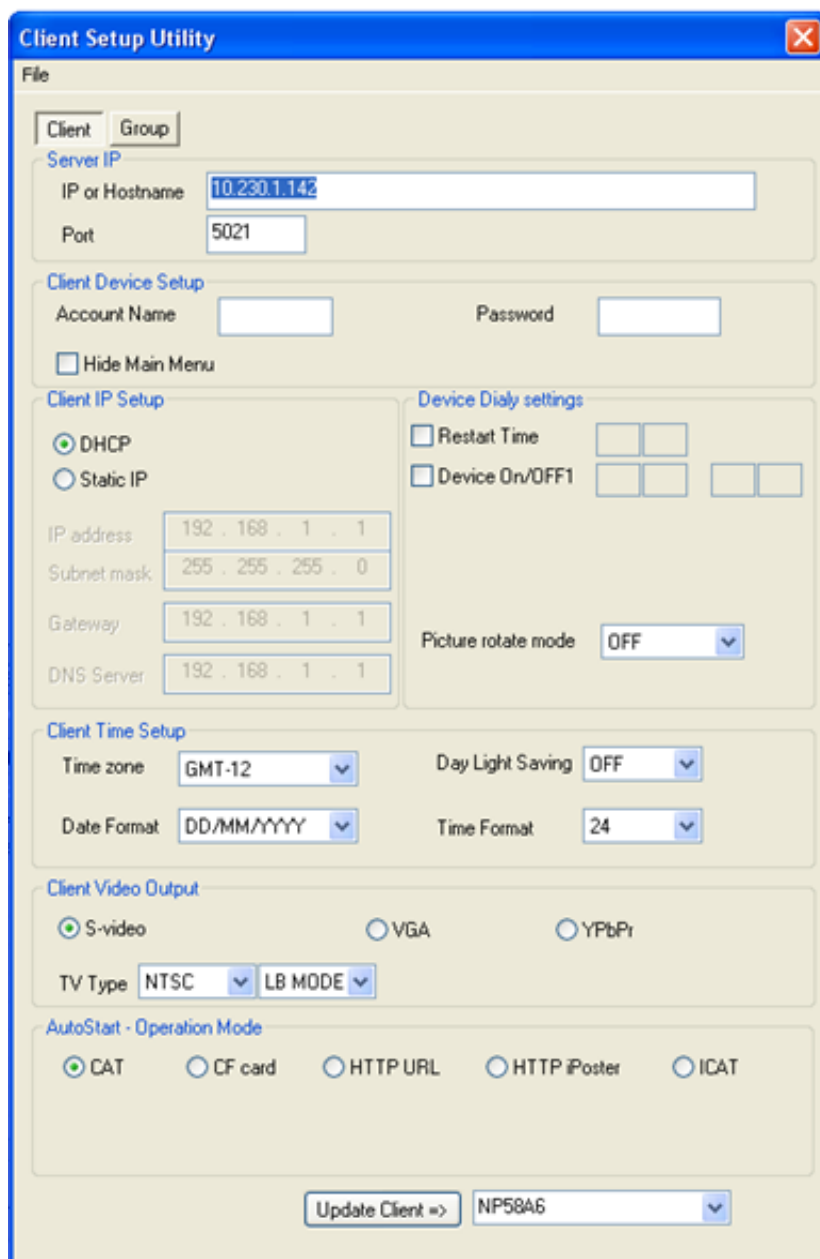 Client Setup Utility
File
Client Group
Server IP
IP or Hostname 10.230.1.142
Port 5021
Client Device Setup
Account Name Password
Hide Main Menu
Client IP Setup Device Dialy settings
DHCP Restart Time
Static IP Device On/OFF1
IP address 192 . 168 . 1 . 1
Subnet mask 255 . 255 . 255 . 0
Gateway 192 . 168 . 1 . 1
Picture rotate mode OFF
DNS Server 192 . 168 . 1 . 1
Client Time Setup
Time zone GMT-12 Day Light Saving OFF
Date Format DD/MM/YYYY Time Format 24
Client Video Output
S-video VGA YPbPr
TV Type NTSC LB MODE
AutoStart - Operation Mode
CAT CF card HTTP URL HTTP iPoster ICAT
Update Client => NP58A6